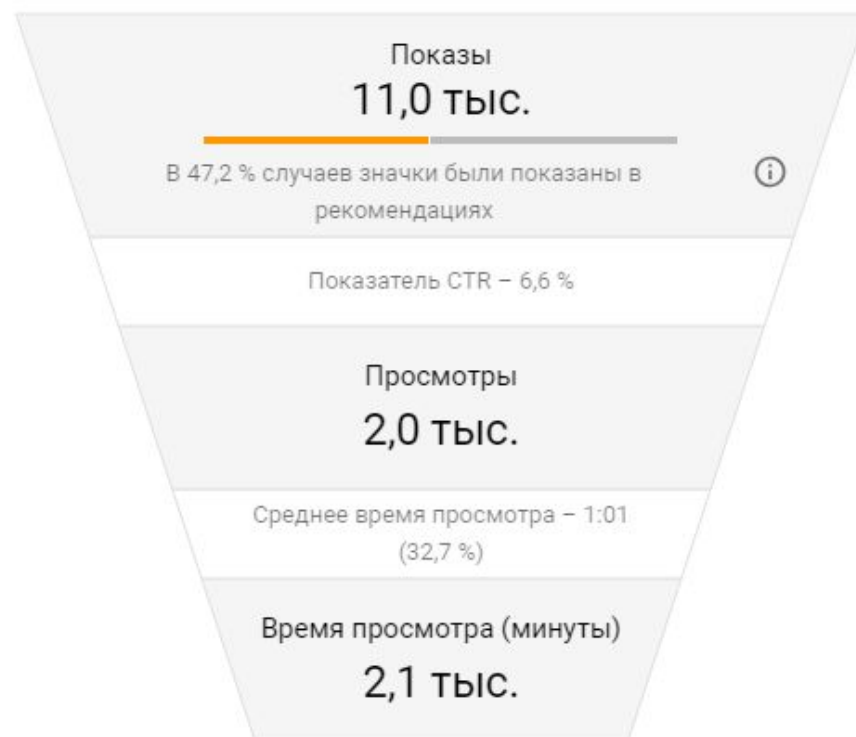 Показы
11,0 тыс.
В 47,2 % случаев значки были показаны в
рекомендациях
Показатель CTR – 6,6 %
Просмотры
2,0 тыс.
Среднее время просмотра – 1:01
(32,7 %)
Время просмотра (минуты)
2,1 тыс.